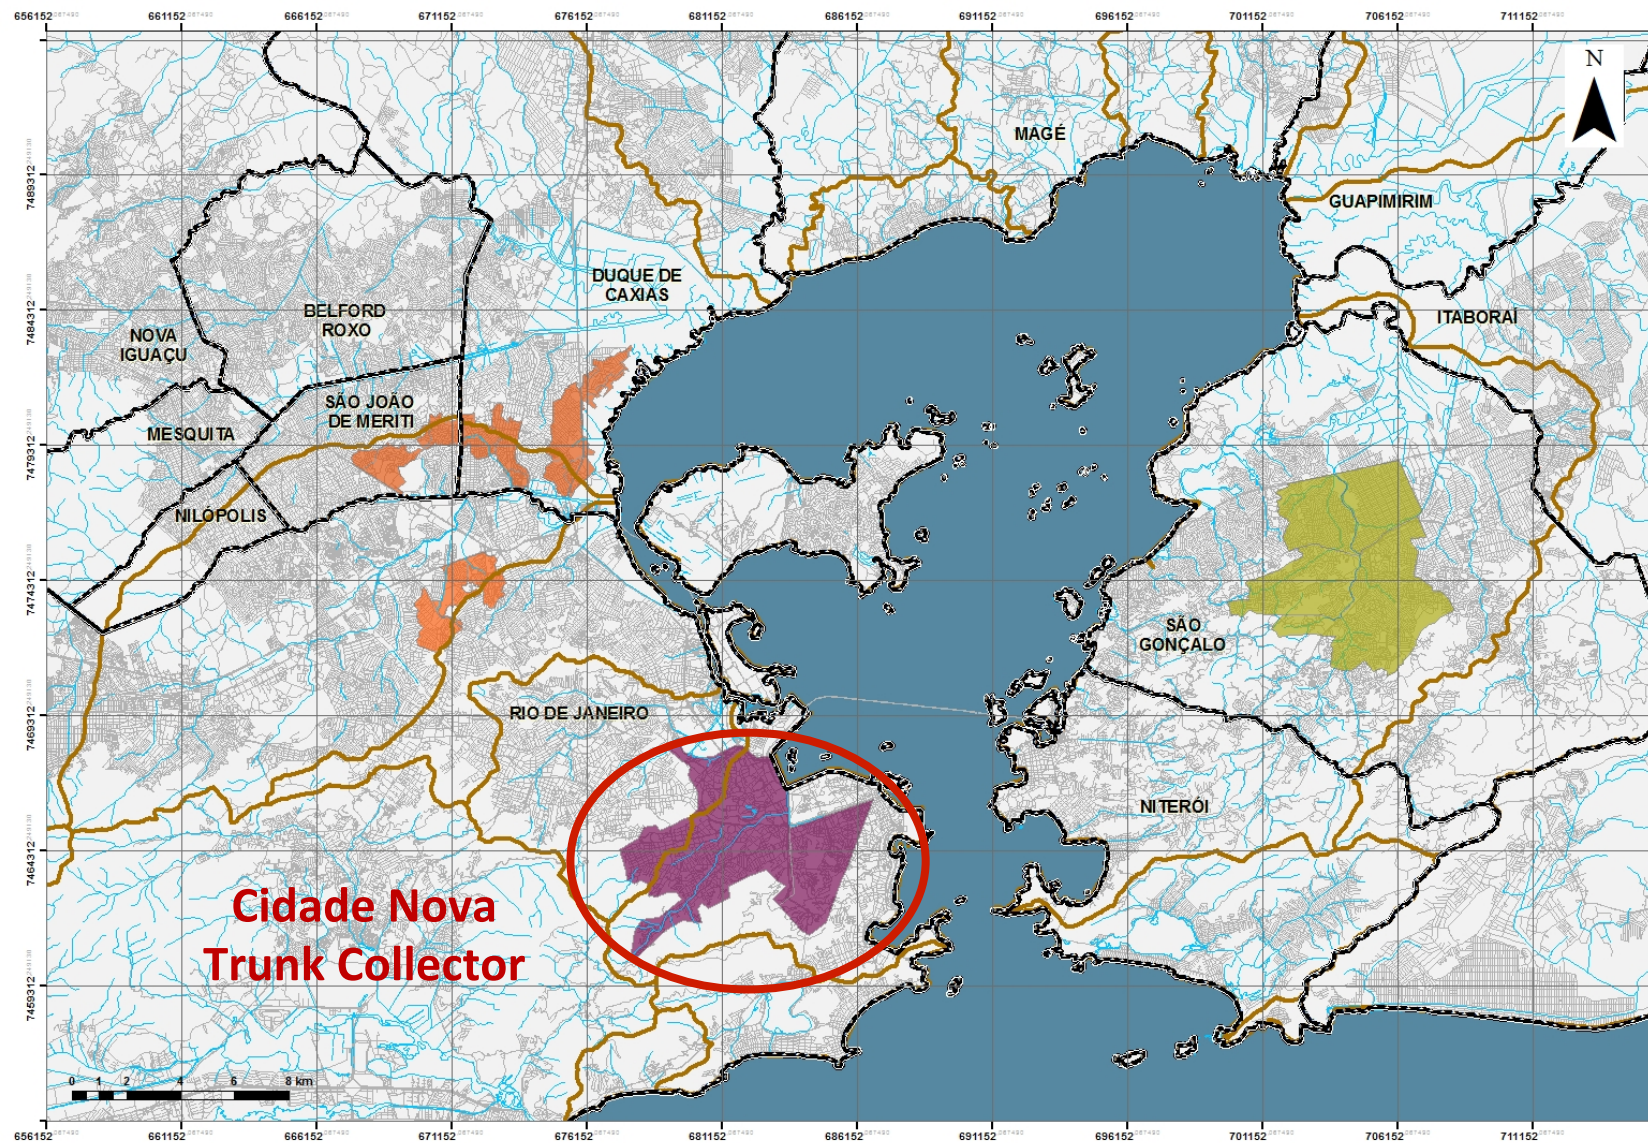 656152 661152 666152 671152 676152 681152 686152 691152 696152 701152 706152 711152
N
MAGÉ
7489312
GUAPIMIRIM
DUQUE DE
CAXIAS
7484312
BELFORD
ROXO
ITABORAÍ
NOVA
IGUAÇU
SÃO JOÃO
DE MERITI
MESQUITA
7479312
NILÓPOLIS
7474312
SÃO
GONÇALO
RIO DE JANEIRO
7469312
NITERÓI
7464312
Cidade Nova
Trunk Collector
7459312
0 1 2 4 6 8 km
656152 661152 666152 671152 676152 681152 686152 691152 696152 701152 706152 711152